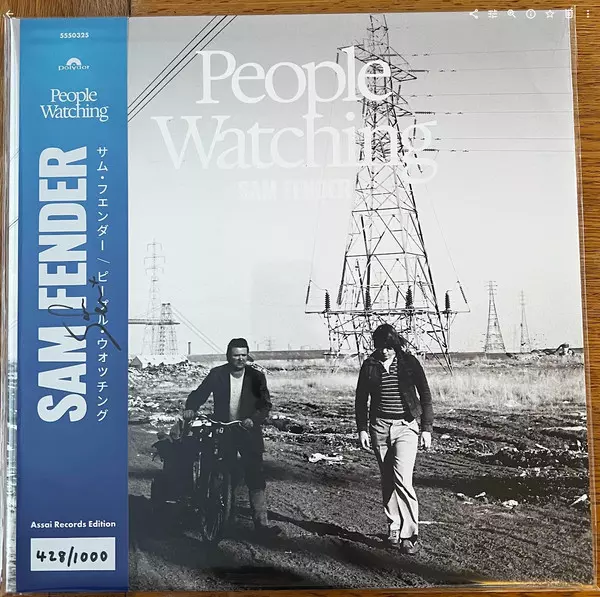 5550325
Polydor
People
Watching
SAM FENDER
サム・フェンダー/ピープル・ウオッチング
Assai Records Edition
428/1000
People
Watching
SAM FENDER